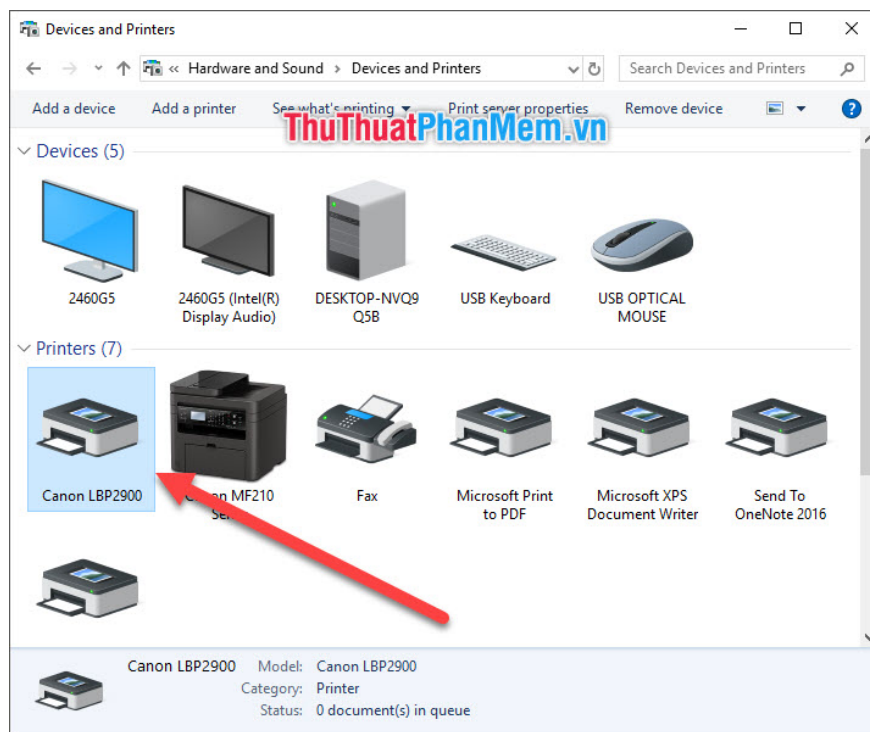 Devices and Printers
« Hardware and Sound › Devices and Printers
Search Devices and Printers
Add a device Add a printer See what's printing Print server properties Remove device
ThuThuatPhanMem.vn
Devices (5)
2460G5
2460G5 (Intel(R)
Display Audio)
DESKTOP-NVQ9
Q5B
USB Keyboard
USB OPTICAL
MOUSE
Printers (7)
Canon LBP2900
Canon MF210
Fax
Microsoft Print
to PDF
Microsoft XPS
Document Writer
Send To
OneNote 2016
Canon LBP2900 Model: Canon LBP2900
Category: Printer
Status: 0 document(s) in queue